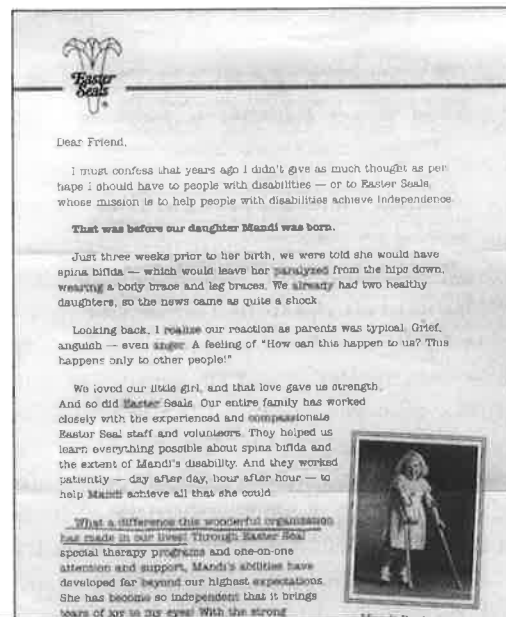 Easter
Seals
Dear Friend,
I must confess that years ago I didn't give as much thought as per-
haps I should have to people with disabilities — or to Easter Seals,
whose mission is to help people with disabilities achieve independence.
That was before our daughter Mandi was born.
Just three weeks prior to her birth, we were told she would have
spina bifida — which would leave her paralyzed from the hips down,
wearing a body brace and leg braces. We already had two healthy
daughters, so the news came as quite a shock.
Looking back, I realize our reaction as parents was typical. Grief,
anguish — even anger. A feeling of "How can this happen to us? This
happens only to other people!"
We loved our little girl, and that love gave us strength.
And so did Easter Seals. Our entire family has worked
closely with the experienced and compassionate
Easter Seal staff and volunteers. They helped us
learn everything possible about spina bifida and
the extent of Mandi's disability. And they worked
patiently — day after day, hour after hour — to
help Mandi achieve all that she could.
What a difference this wonderful organization
has made in our lives! Through Easter Seal
special therapy programs and one-on-one
attention and support, Mandi's abilities have
developed far beyond our highest expectations.
She has become so independent that it brings
tears of joy to my eyes! With the strong